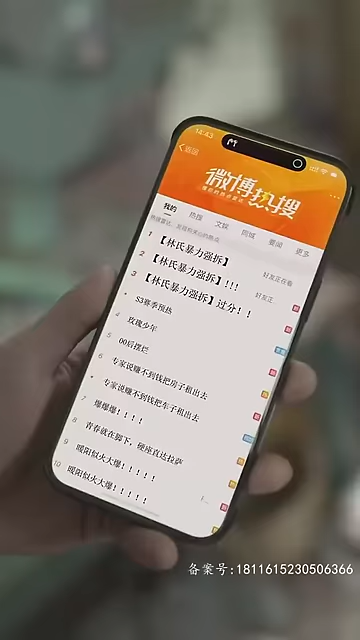 14:43
返回
微博热搜
我的 热搜 文娱 同城 要闻 更多
好友正在看
1 【林氏暴力强拆】
2 【林氏暴力强拆】!!!
好友正
3 【林氏暴力强拆】过分!!
• S3赛季预热
4 玫瑰少年
5 00后摆烂
6 专家说赚不到钱把房子租出去
• 专家说赚不到钱把车子租出去
7 爆爆爆!!!!
8 青春就在脚下,硬座直达拉萨
9 暖阳似火大爆!!!!!
10 暖阳似火大爆!!!!!
备案号:1811615230506366